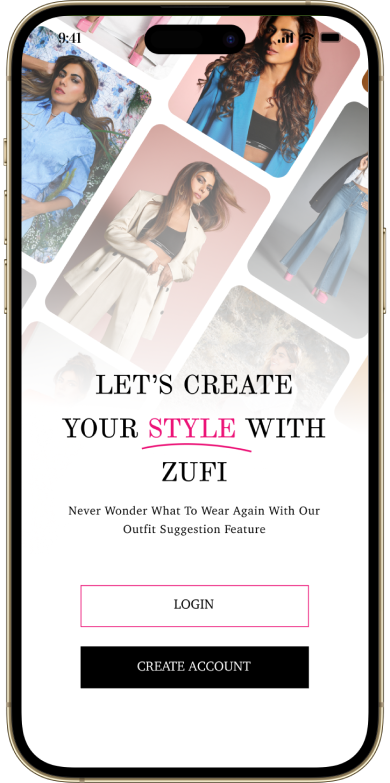 9:41
LET'S CREATE
YOUR STYLE WITH
ZUFI
Never Wonder What To Wear Again With Our
Outfit Suggestion Feature
LOGIN
CREATE ACCOUNT